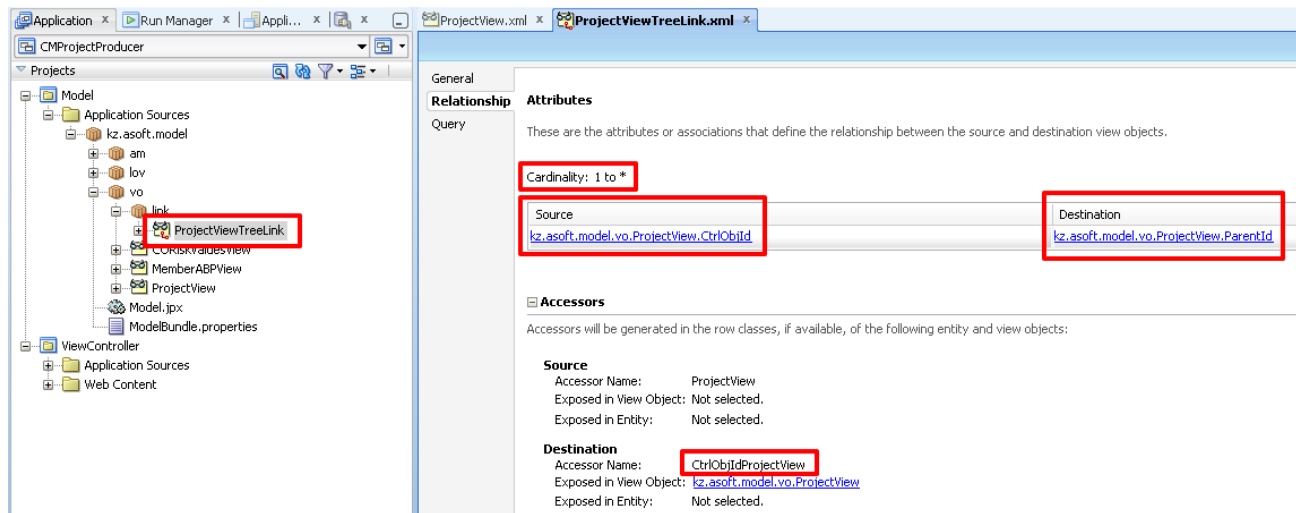 Application x Run Manager x Appli... x x
ProjectView.xml x ProjectViewTreeLink.xml x
CMProjectProducer
Projects
Model
Application Sources
kz.asoft.model
am
lov
vo
link
ProjectViewTreeLink
CORiskValuesView
MemberABPView
ProjectView
Model.jpx
ModelBundle.properties
ViewController
Application Sources
Web Content
General
Relationship
Query
Attributes
These are the attributes or associations that define the relationship between the source and destination view objects.
Cardinality: 1 to *
Source Destination
kz.asoft.model.vo.ProjectView.CtrlObjId kz.asoft.model.vo.ProjectView.ParentId
Accessors
Accessors will be generated in the row classes, if available, of the following entity and view objects:
Source
Accessor Name: ProjectView
Exposed in View Object: Not selected.
Exposed in Entity: Not selected.
Destination
Accessor Name: CtrlObjIdProjectView
Exposed in View Object: kz.asoft.model.vo.ProjectView
Exposed in Entity: Not selected.